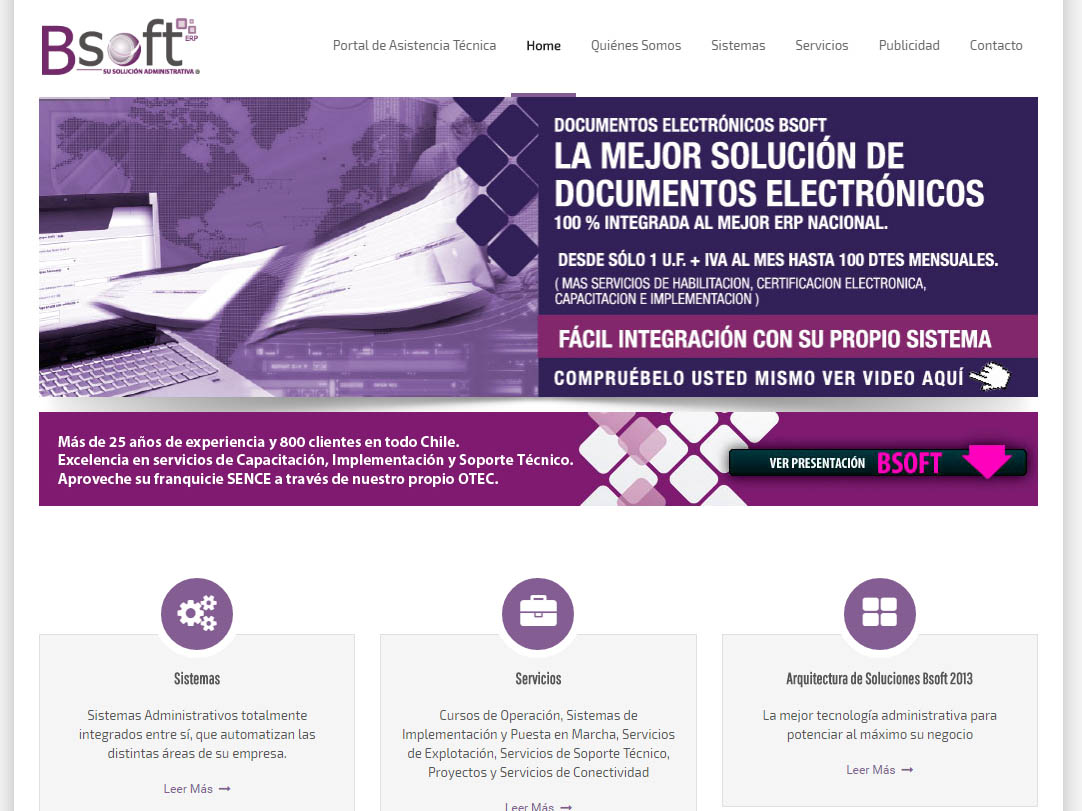 Bsoft ERP
SU SOLUCIÓN ADMINISTRATIVA ®
Portal de Asistencia Técnica
Home
Quiénes Somos
Sistemas
Servicios
Publicidad
Contacto
DOCUMENTOS ELECTRÓNICOS BSOFT
LA MEJOR SOLUCIÓN DE
DOCUMENTOS ELECTRÓNICOS
100 % INTEGRADA AL MEJOR ERP NACIONAL.
DESDE SÓLO 1 U.F. + IVA AL MES HASTA 100 DTES MENSUALES.
( MAS SERVICIOS DE HABILITACION, CERTIFICACION ELECTRONICA,
CAPACITACION E IMPLEMENTACION )
FÁCIL INTEGRACIÓN CON SU PROPIO SISTEMA
COMPRUÉBELO USTED MISMO VER VIDEO AQUÍ
Más de 25 años de experiencia y 800 clientes en todo Chile.
Excelencia en servicios de Capacitación, Implementación y Soporte Técnico.
Aproveche su franquicie SENCE a través de nuestro propio OTEC.
VER PRESENTACIÓN BSOFT
Sistemas
Sistemas Administrativos totalmente
integrados entre sí, que automatizan las
distintas áreas de su empresa.
Leer Más
Servicios
Cursos de Operación, Sistemas de
Implementación y Puesta en Marcha, Servicios
de Explotación, Servicios de Soporte Técnico,
Proyectos y Servicios de Conectividad
Leer Más
Arquitectura de Soluciones Bsoft 2013
La mejor tecnología administrativa para
potenciar al máximo su negocio
Leer Más